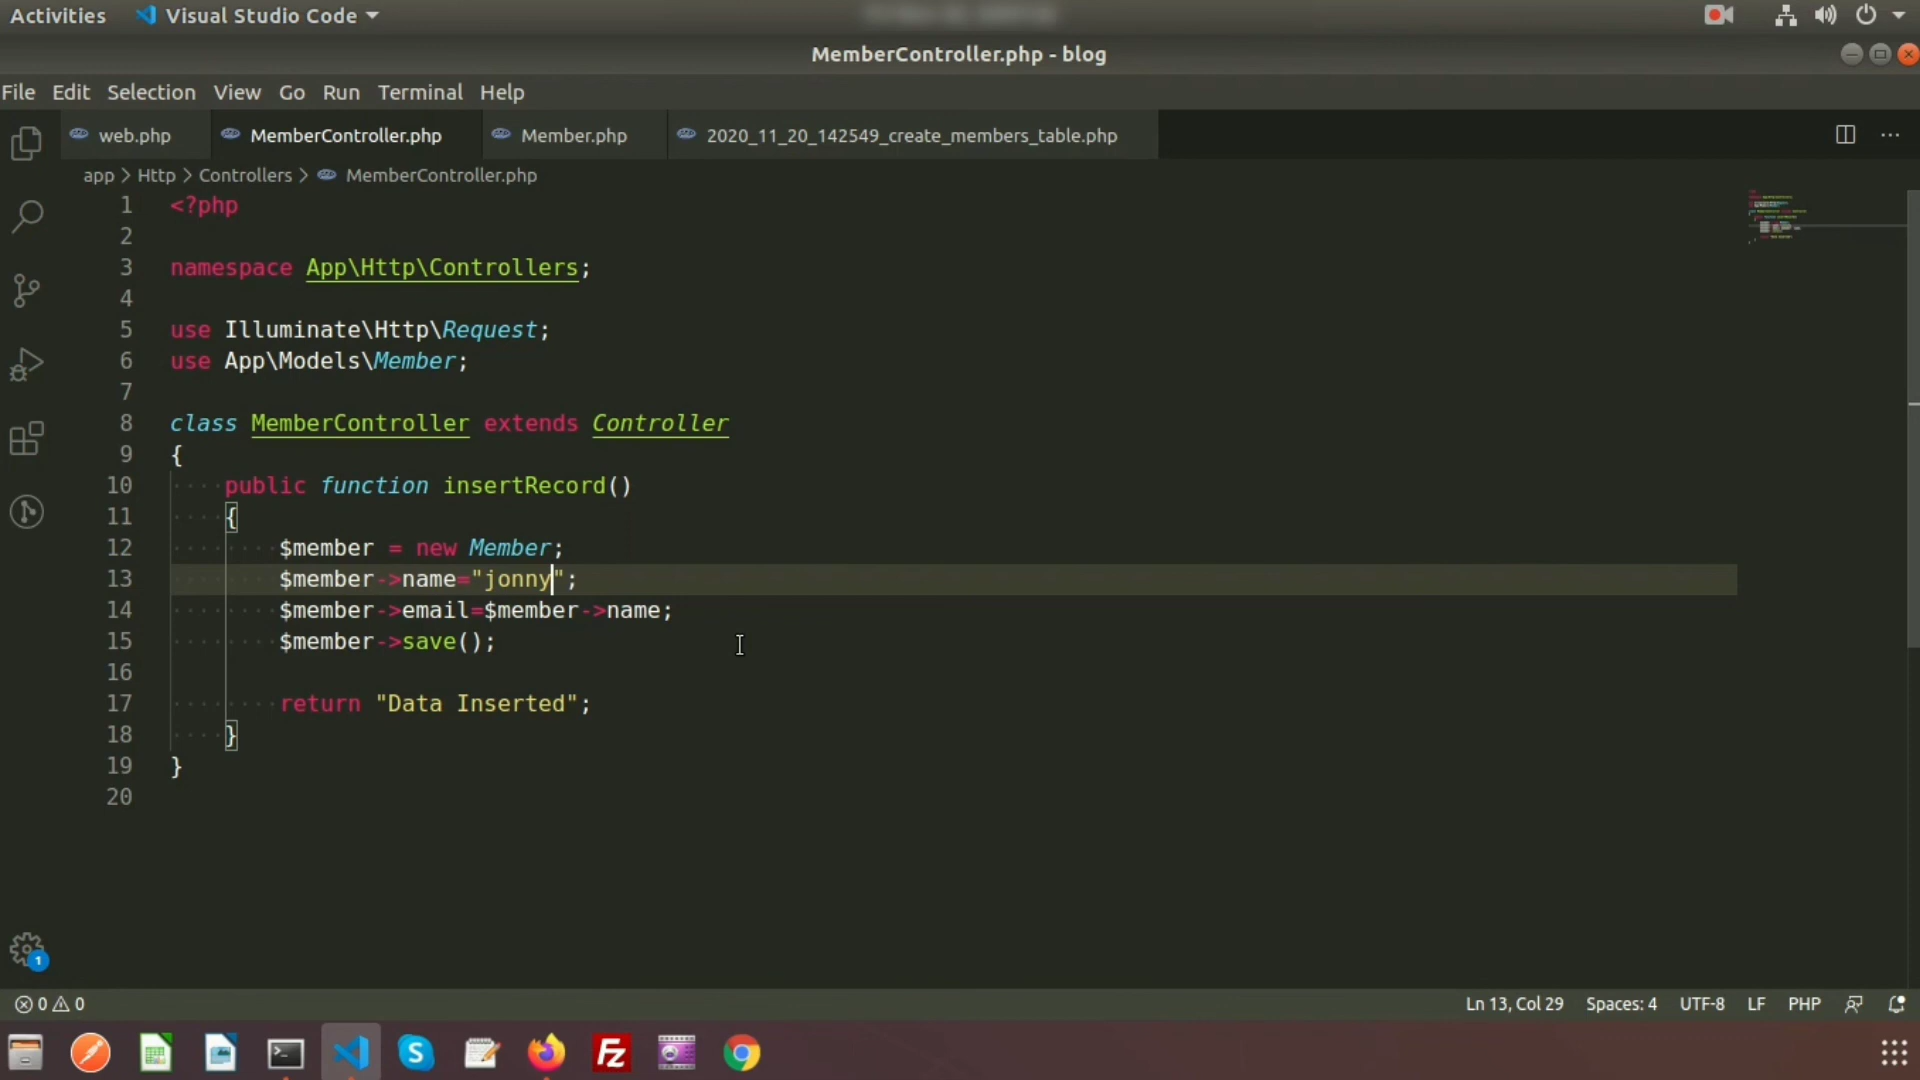 Activities Visual Studio Code
MemberController.php - blog
File Edit Selection View Go Run Terminal Help
web.php MemberController.php Member.php 2020_11_20_142549_create_members_table.php
app > Http > Controllers > MemberController.php
1 <?php
2
3 namespace App\Http\Controllers;
4
5 use Illuminate\Http\Request;
6 use App\Models\Member;
7
8 class MemberController extends Controller
9 {
10 public function insertRecord()
11 {
12 $member = new Member;
13 $member->name="jonny";
14 $member->email=$member->name;
15 $member->save();
16
17 return "Data Inserted";
18 }
19 }
20
1
0 0 Ln 13, Col 29 Spaces: 4 UTF-8 LF PHP
S Fz